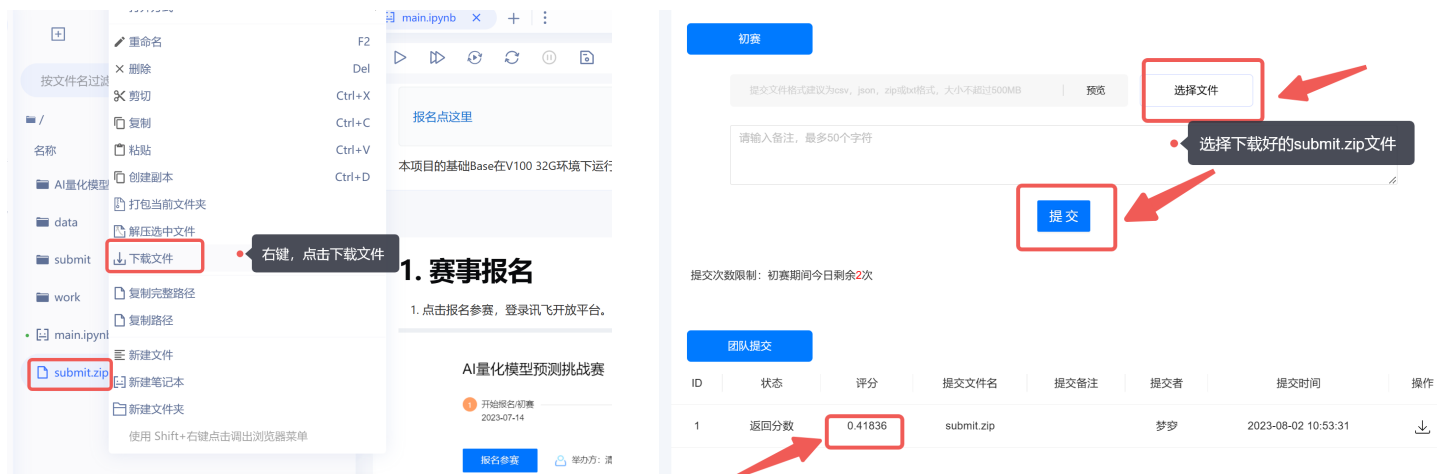 main.ipynb
重命名 F2
删除 Del
剪切 Ctrl+X
复制 Ctrl+C
粘贴 Ctrl+V
创建副本 Ctrl+D
打包当前文件夹
解压选中文件
下载文件
右键，点击下载文件
复制完整路径
复制路径
新建文件
新建笔记本
新建文件夹
使用 Shift+右键点击调出浏览器菜单
按文件名过滤
/
名称
AI量化模型
data
submit
work
main.ipynb
submit.zip
报名点这里
本项目的基础Base在V100 32G环境下运行
1. 赛事报名
1. 点击报名参赛，登录讯飞开放平台。
AI量化模型预测挑战赛
1 开始报名/初赛
2023-07-14
报名参赛
举办方：
初赛
提交文件格式建议为csv、json、zip或txt格式，大小不超过500MB 预览 选择文件
请输入备注，最多50个字符
选择下载好的submit.zip文件
提 交
提交次数限制：初赛期间今日剩余2次
团队提交
ID 状态 评分 提交文件名 提交备注 提交者 提交时间 操作
1 返回分数 0.41836 submit.zip 梦穿 2023-08-02 10:53:31